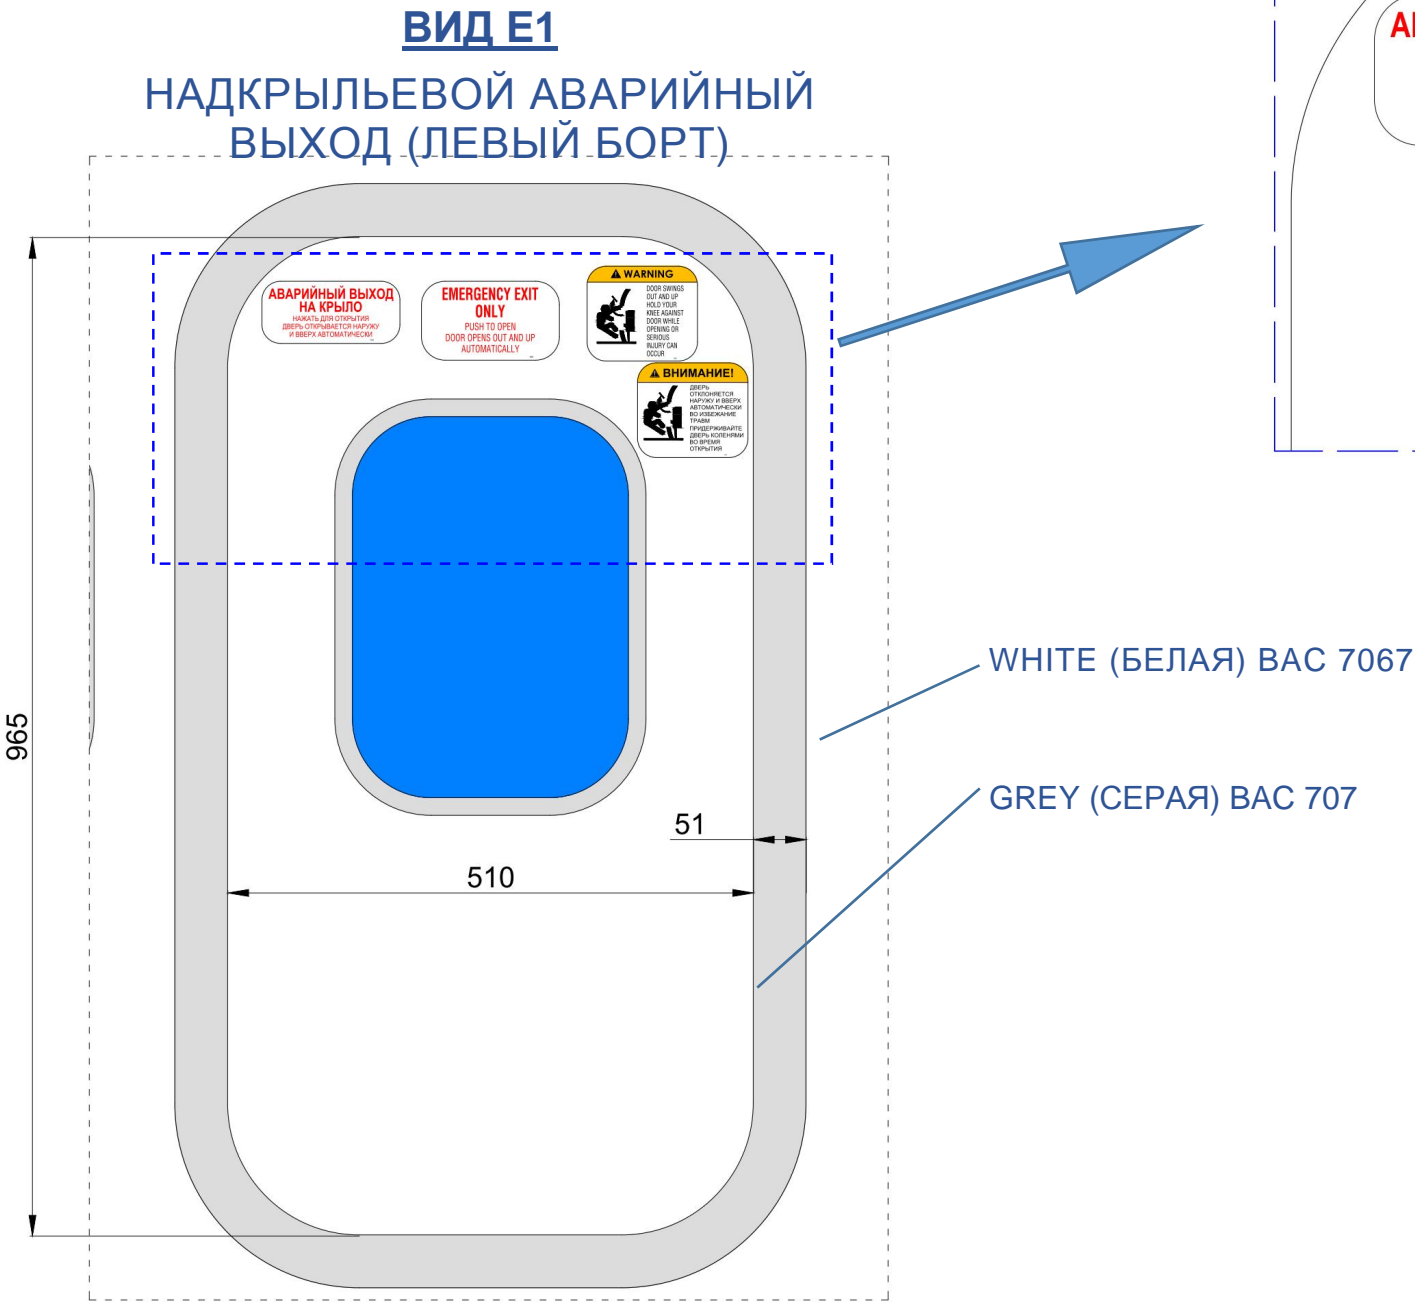 ВИД Е1
НАДКРЫЛЬЕВОЙ АВАРИЙНЫЙ
ВЫХОД (ЛЕВЫЙ БОРТ)
АВАРИЙНЫЙ ВЫХОД
НА КРЫЛО
НАЖАТЬ ДЛЯ ОТКРЫТИЯ
ДВЕРЬ ОТКРЫВАЕТСЯ НАРУЖУ
И ВВЕРХ АВТОМАТИЧЕСКИ
EMERGENCY EXIT
ONLY
PUSH TO OPEN
DOOR OPENS OUT AND UP
AUTOMATICALLY
WARNING
DOOR SWINGS
OUT AND UP
HOLD YOUR
KNEE AGAINST
DOOR WHILE
OPENING OR
SERIOUS
INJURY CAN
OCCUR
ВНИМАНИЕ!
ДВЕРЬ
ОТКЛОНЯЕТСЯ
НАРУЖУ И ВВЕРХ
АВТОМАТИЧЕСКИ
ВО ИЗБЕЖАНИЕ
ТРАВМ
ПРИДЕРЖИВАЙТЕ
ДВЕРЬ КОЛЕНЯМИ
ВО ВРЕМЯ
ОТКРЫТИЯ
965
WHITE (БЕЛАЯ) BAC 7067
GREY (СЕРАЯ) BAC 707
51
510